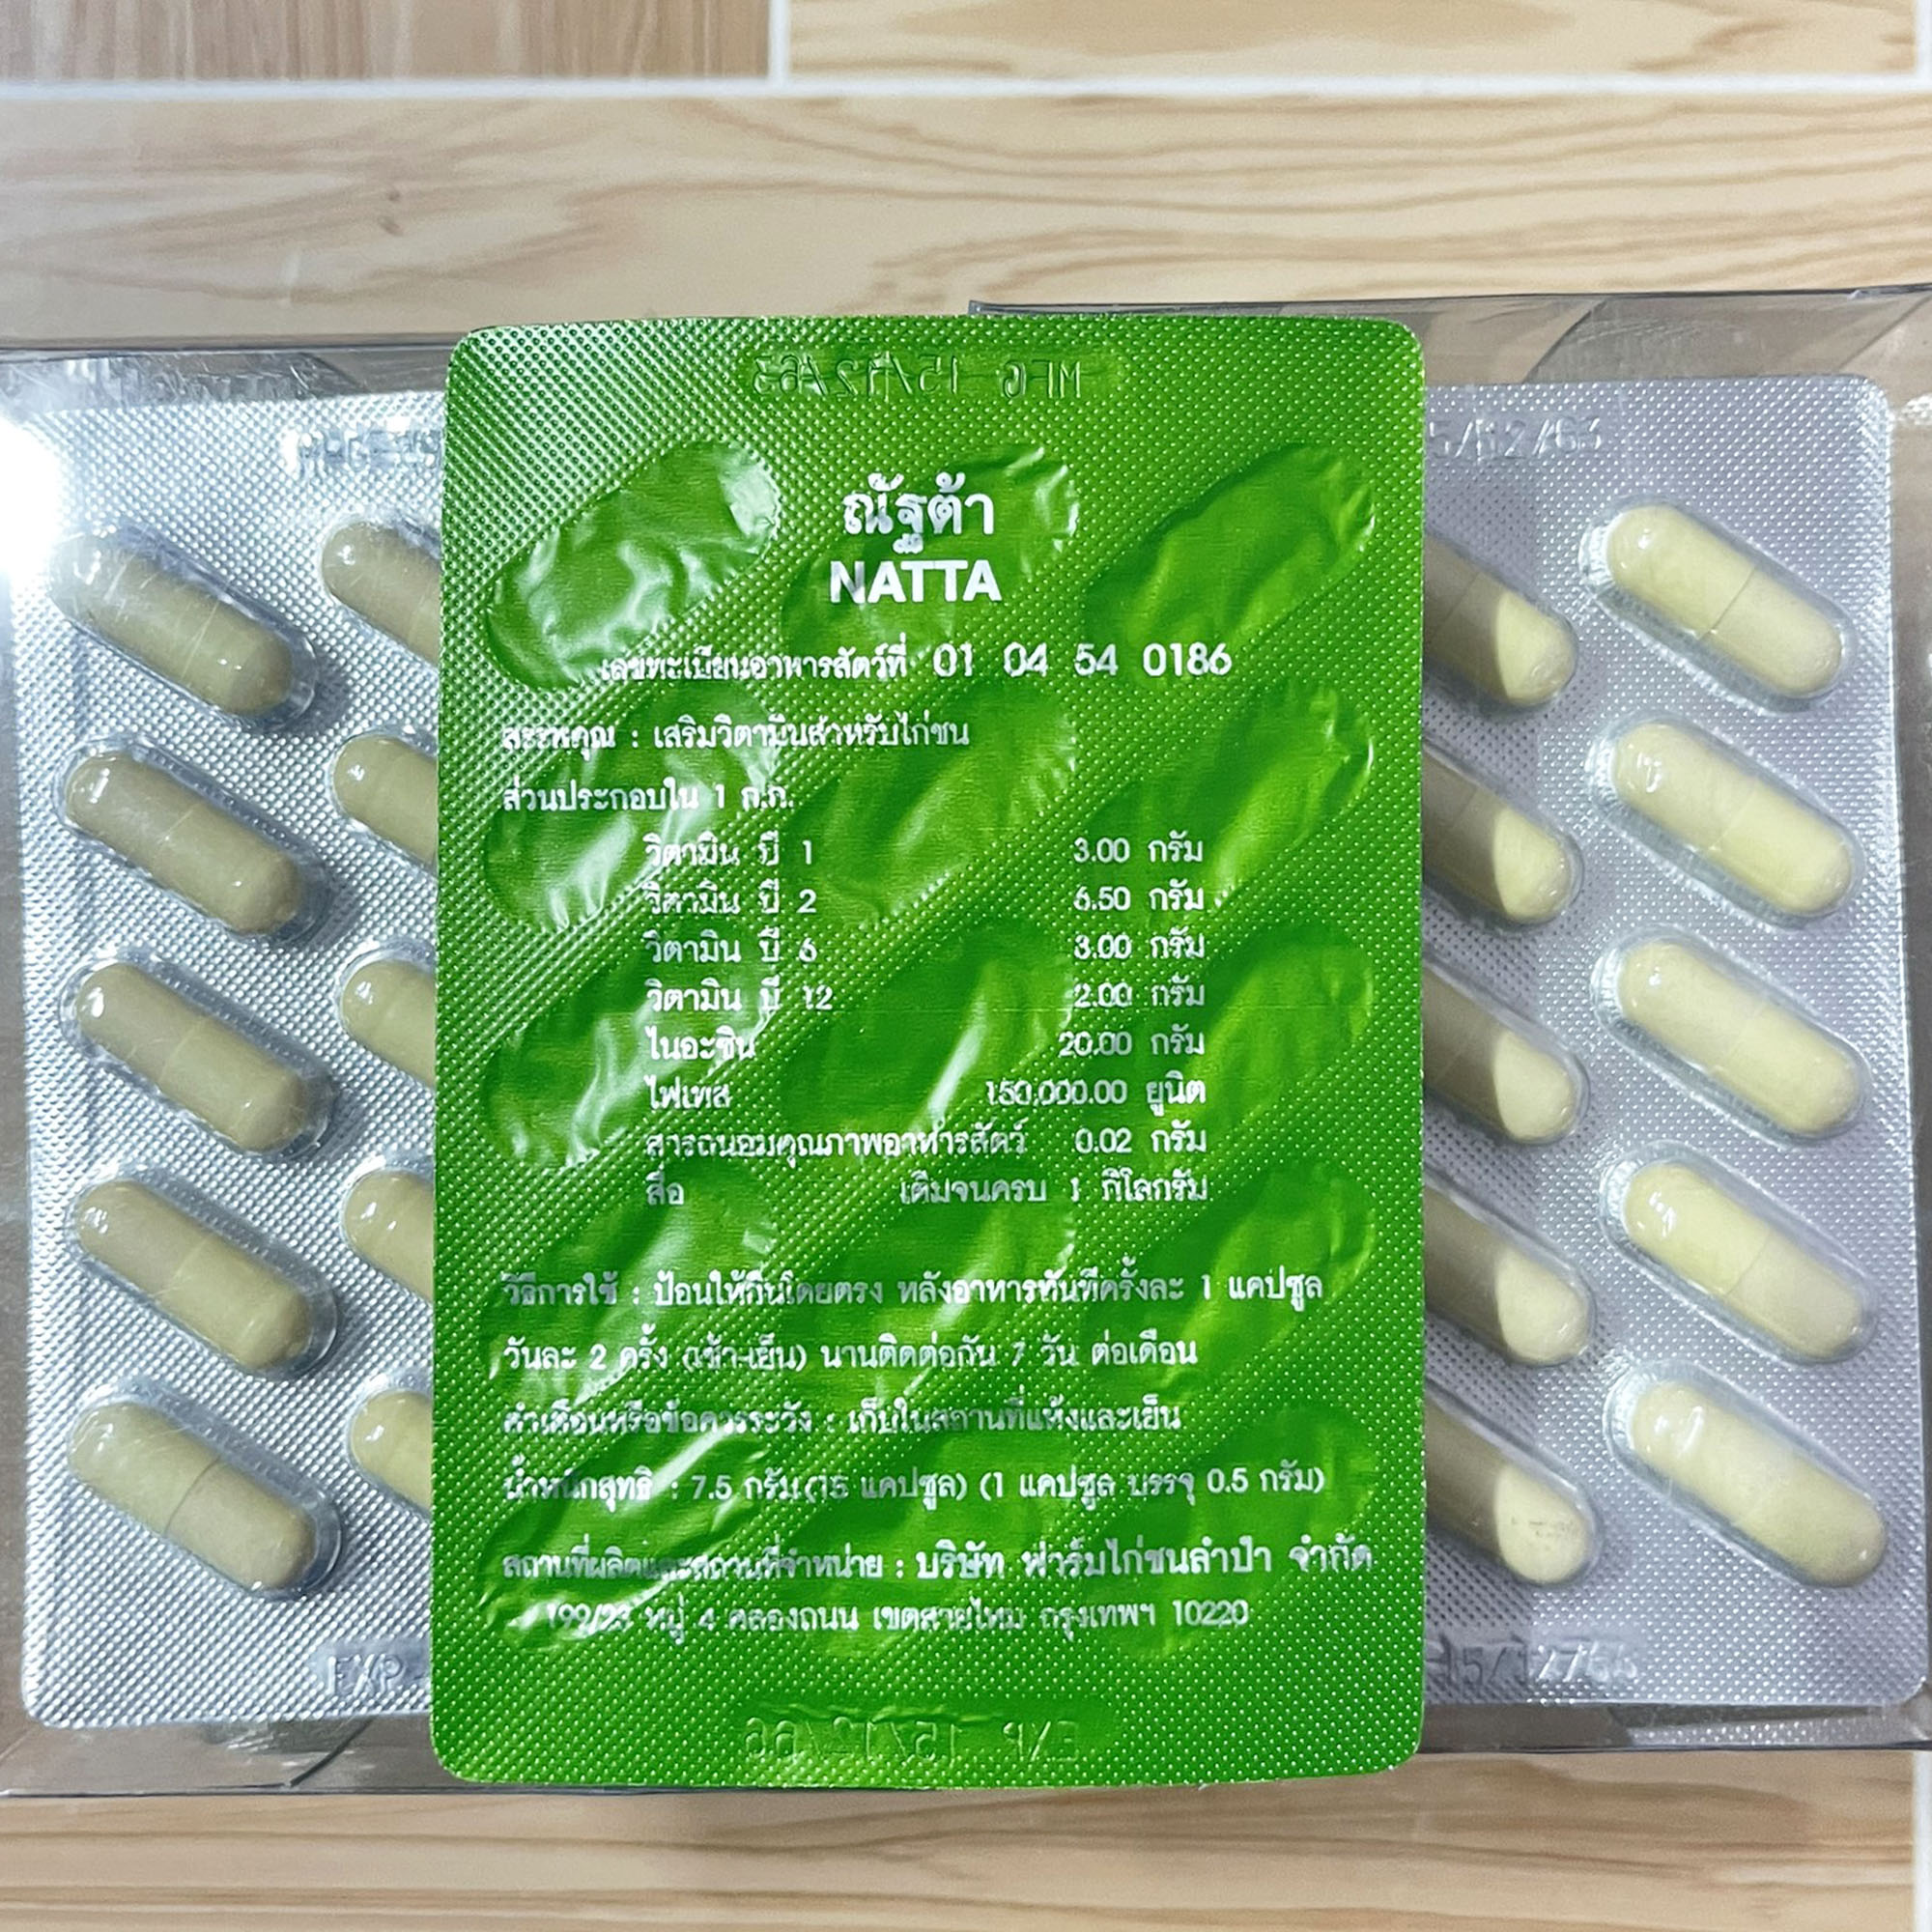 MFG 15/12/63
5/12/63
ณัฐต้า
NATTA
เลขทะเบียนอาหารสัตว์ที่ 01 04 54 0186
สรรพคุณ : เสริมวิตามินสำหรับไก่ชน
ส่วนประกอบใน 1 ก.ก.
วิตามิน บี 1 3.00 กรัม
วิตามิน บี 2 6.50 กรัม
วิตามิน บี 6 3.00 กรัม
วิตามิน บี 12 2.00 กรัม
ไนอะซิน 20.00 กรัม
ไฟเทส 150,000.00 ยูนิต
สารถนอมคุณภาพอาหารสัตว์ 0.02 กรัม
สื่อ เติมจนครบ 1 กิโลกรัม
วิธีการใช้ : ป้อนให้กินโดยตรง หลังอาหารทันทีครั้งละ 1 แคปซูล
วันละ 2 ครั้ง (เช้า-เย็น) นานติดต่อกัน 7 วัน ต่อเดือน
คำเตือนหรือข้อควรระวัง : เก็บในสถานที่แห้งและเย็น
น้ำหนักสุทธิ : 7.5 กรัม (15 แคปซูล) (1 แคปซูล บรรจุ 0.5 กรัม)
สถานที่ผลิตและสถานที่จำหน่าย : บริษัท ฟาร์มไก่ชนลำปำ จำกัด
199/23 หมู่ 4 คลองถนน เขตสายไหม กรุงเทพฯ 10220
EXP
15/12/66
EXP 15/12/66